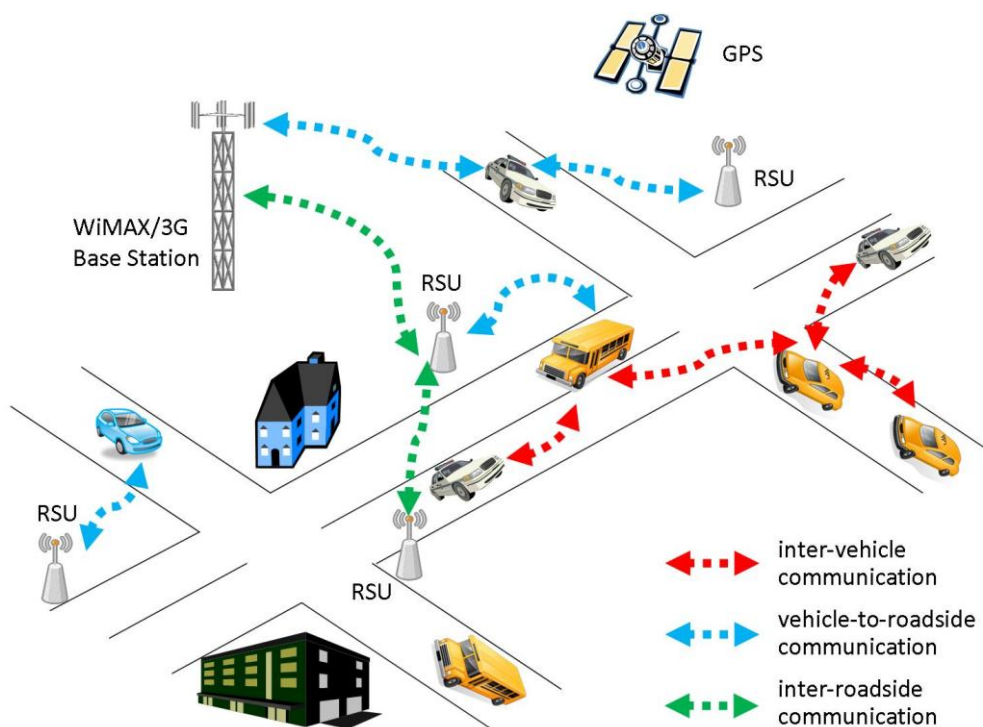 GPS
RSU
WiMAX/3G
Base Station
RSU
RSU
RSU
inter-vehicle
communication
vehicle-to-roadside
communication
inter-roadside
communication